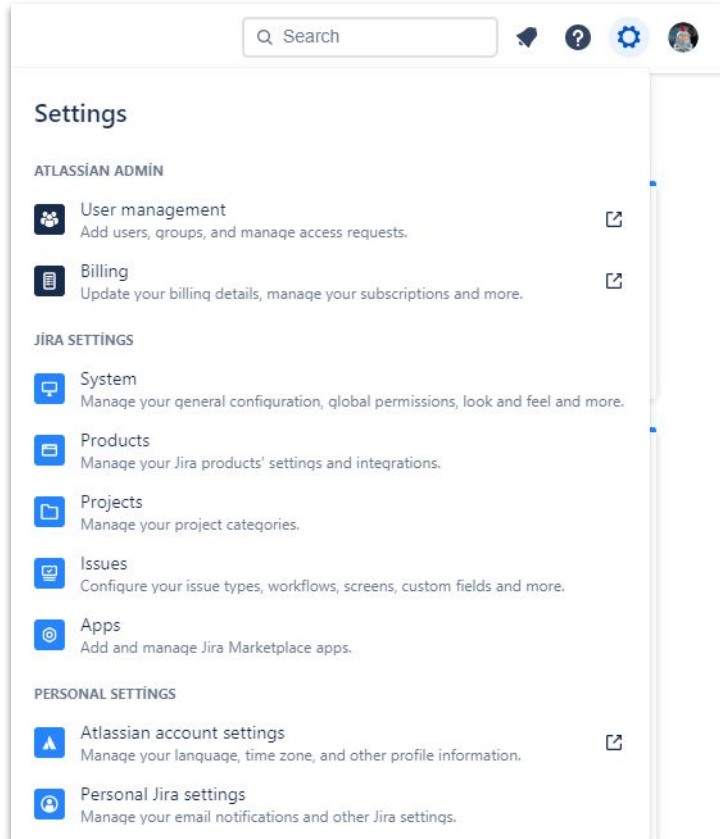 Search
Settings
ATLASSİAN ADMİN
User management
Add users, groups, and manage access requests.
Billing
Update your billing details, manage your subscriptions and more.
JİRA SETTİNGS
System
Manage your general configuration, global permissions, look and feel and more.
Products
Manage your Jira products' settings and integrations.
Projects
Manage your project categories.
Issues
Configure your issue types, workflows, screens, custom fields and more.
Apps
Add and manage Jira Marketplace apps.
PERSONAL SETTİNGS
Atlassian account settings
Manage your language, time zone, and other profile information.
Personal Jira settings
Manage your email notifications and other Jira settings.